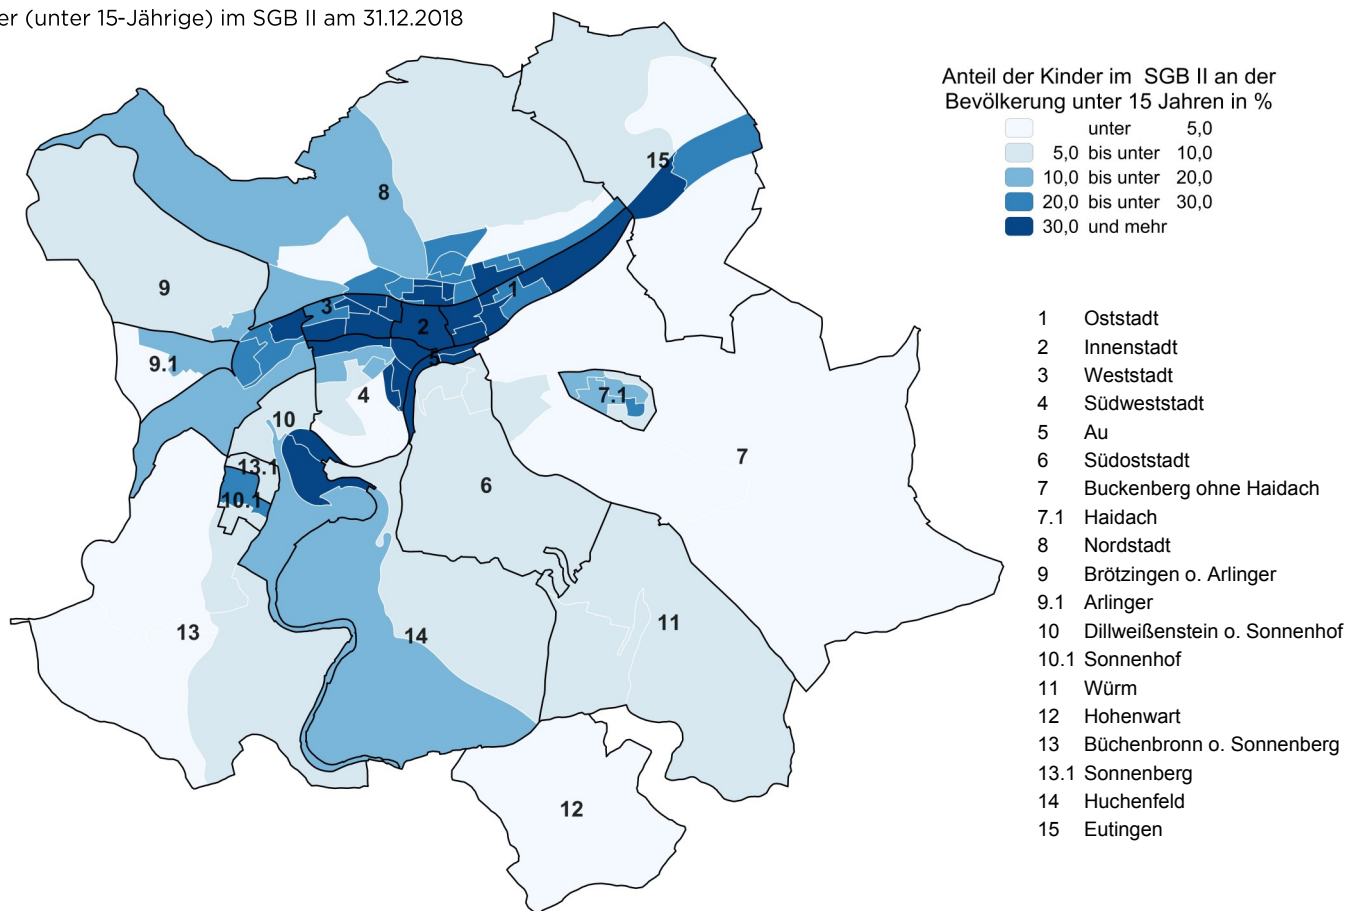 er (unter 15-Jährige) im SGB II am 31.12.2018
Anteil der Kinder im SGB II an der
Bevölkerung unter 15 Jahren in %
unter 5,0
5,0 bis unter 10,0
10,0 bis unter 20,0
20,0 bis unter 30,0
30,0 und mehr
15
8
9
1
3
2
5
9.1
4
7.1
10
7
13.1
6
10.1
11
13
14
12
1 Oststadt
2 Innenstadt
3 Weststadt
4 Südweststadt
5 Au
6 Südoststadt
7 Buckenberg ohne Haidach
7.1 Haidach
8 Nordstadt
9 Brötzingen o. Arlinger
9.1 Arlinger
10 Dillweißenstein o. Sonnenhof
10.1 Sonnenhof
11 Würm
12 Hohenwart
13 Büchenbronn o. Sonnenberg
13.1 Sonnenberg
14 Huchenfeld
15 Eutingen